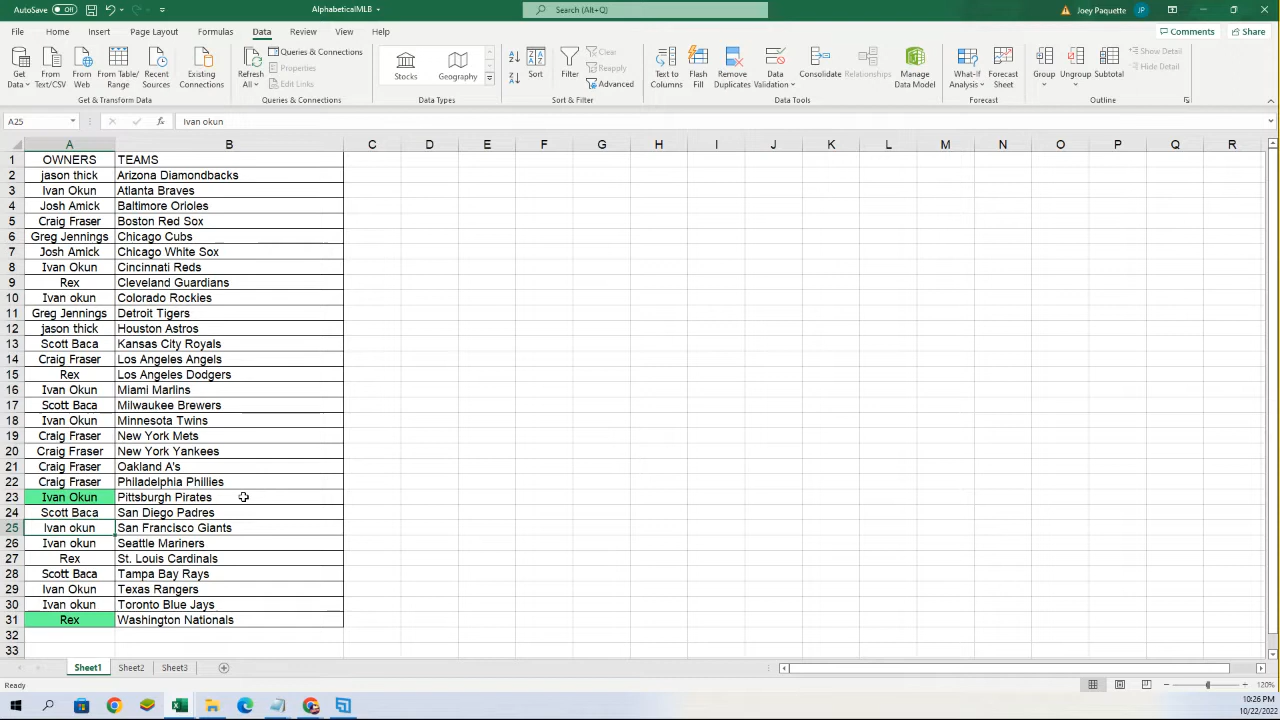 AutoSave Off AlphabeticalMLB Search (Alt+Q) Joey Paquette JP
File Home Insert Page Layout Formulas Data Review View Help Comments Share
Get Data From Text/CSV From Web From Table/Range Recent Sources Existing Connections
Get & Transform Data
Refresh All Queries & Connections Properties Edit Links
Queries & Connections
Stocks Geography
Data Types
Sort Filter Clear Reapply Advanced
Sort & Filter
Text to Columns Flash Fill Remove Duplicates Data Validation Consolidate Relationships Manage Data Model
Data Tools
What-If Analysis Forecast Sheet
Forecast
Group Ungroup Subtotal Show Detail Hide Detail
Outline
A25 fx Ivan okun
A B C D E F G H I J K L M N O P Q R
1 OWNERS TEAMS
2 jason thick Arizona Diamondbacks
3 Ivan Okun Atlanta Braves
4 Josh Amick Baltimore Orioles
5 Craig Fraser Boston Red Sox
6 Greg Jennings Chicago Cubs
7 Josh Amick Chicago White Sox
8 Ivan Okun Cincinnati Reds
9 Rex Cleveland Guardians
10 Ivan okun Colorado Rockies
11 Greg Jennings Detroit Tigers
12 jason thick Houston Astros
13 Scott Baca Kansas City Royals
14 Craig Fraser Los Angeles Angels
15 Rex Los Angeles Dodgers
16 Ivan Okun Miami Marlins
17 Scott Baca Milwaukee Brewers
18 Ivan Okun Minnesota Twins
19 Craig Fraser New York Mets
20 Craig Fraser New York Yankees
21 Craig Fraser Oakland A's
22 Craig Fraser Philadelphia Phillies
23 Ivan Okun Pittsburgh Pirates
24 Scott Baca San Diego Padres
25 Ivan okun San Francisco Giants
26 Ivan okun Seattle Mariners
27 Rex St. Louis Cardinals
28 Scott Baca Tampa Bay Rays
29 Ivan Okun Texas Rangers
30 Ivan okun Toronto Blue Jays
31 Rex Washington Nationals
32
33
Sheet1 Sheet2 Sheet3
Ready 120%
10:26 PM
10/22/2022